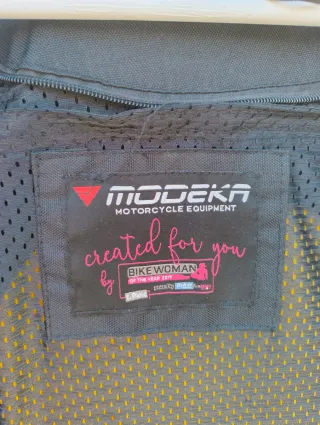 MODEKA
MOTORCYCLE EQUIPMENT
created for you
by
BIKEWOMAN
OF THE YEAR 2017